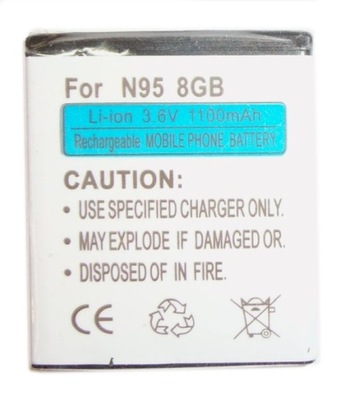 For N95 8GB
Li-ion 3.6V 1100mAh
Rechargeable MOBILE PHONE BATTERY
CAUTION:
• USE SPECIFIED CHARGER ONLY.
• MAY EXPLODE IF DAMAGED OR
• DISPOSED OF IN FIRE.
CE